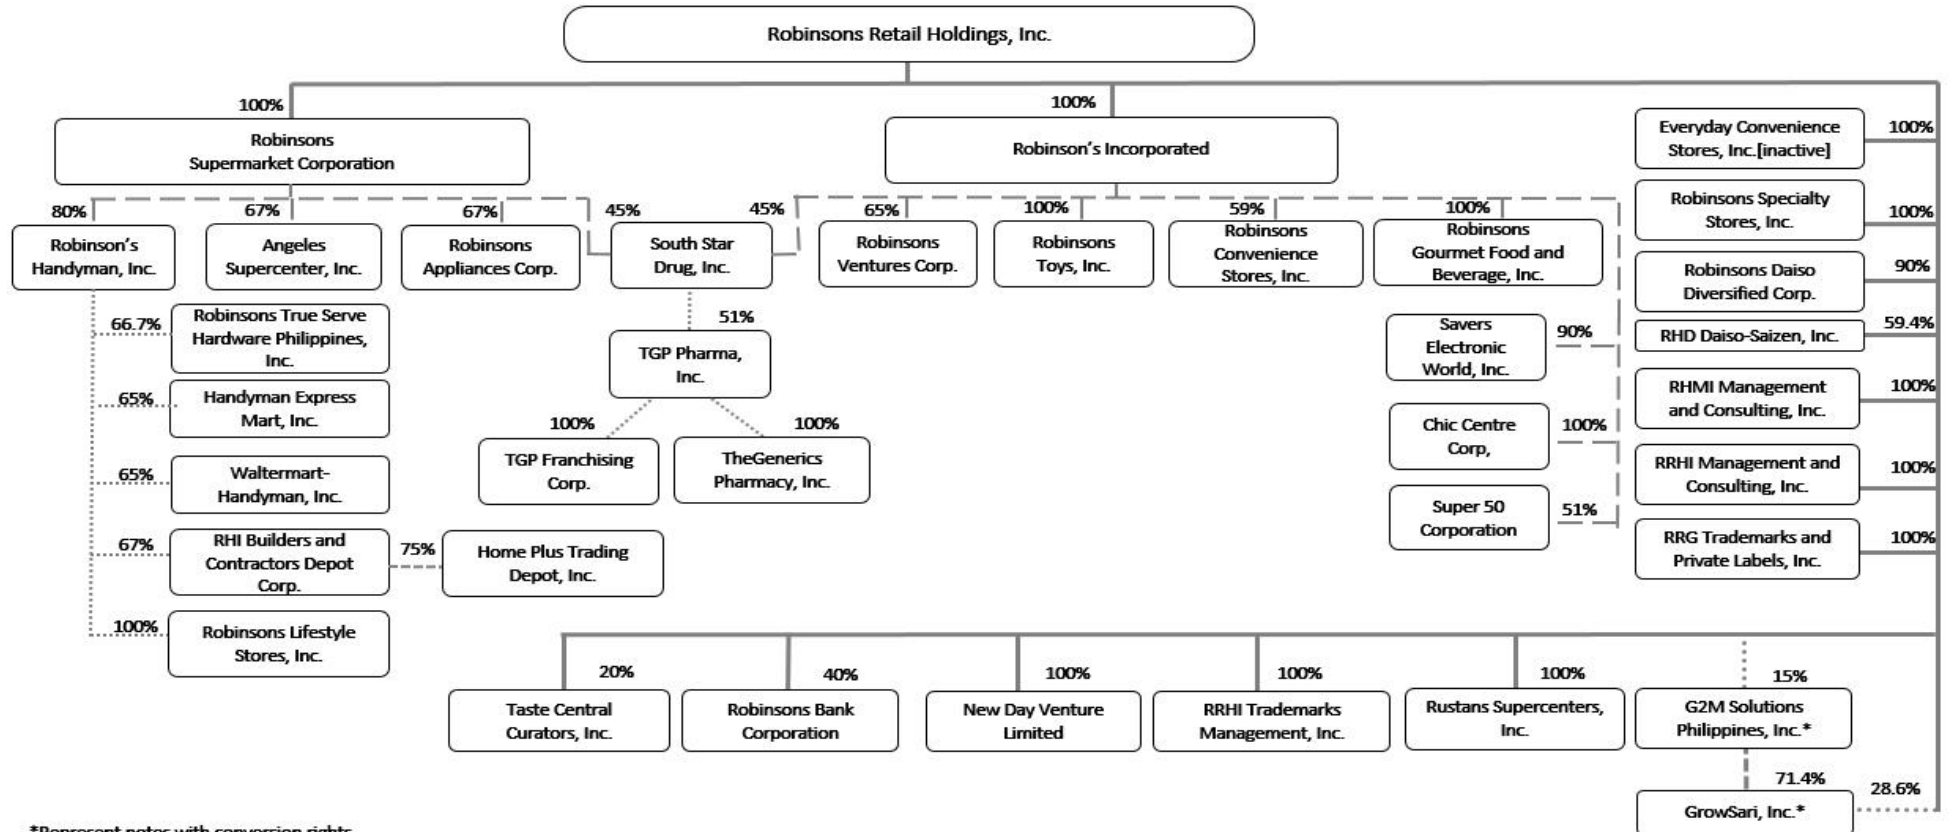 Robinsons Retail Holdings, Inc.
100%
Robinsons
Supermarket Corporation
100%
Robinson's Incorporated
80%
Robinson's
Handyman, Inc.
67%
Angeles
Supercenter, Inc.
67%
Robinsons
Appliances Corp.
45%
45%
South Star
Drug, Inc.
65%
Robinsons
Ventures Corp.
100%
Robinsons
Toys, Inc.
59%
Robinsons
Convenience
Stores, Inc.
100%
Robinsons
Gourmet Food and
Beverage, Inc.
66.7%
Robinsons True Serve
Hardware Philippines,
Inc.
65%
Handyman Express
Mart, Inc.
65%
Waltermart-
Handyman, Inc.
67%
RHI Builders and
Contractors Depot
Corp.
75%
Home Plus Trading
Depot, Inc.
100%
Robinsons Lifestyle
Stores, Inc.
51%
TGP Pharma,
Inc.
100%
TGP Franchising
Corp.
100%
TheGenerics
Pharmacy, Inc.
Savers
Electronic
World, Inc.
90%
Chic Centre
Corp,
100%
Super 50
Corporation
51%
Everyday Convenience
Stores, Inc.[inactive]
100%
Robinsons Specialty
Stores, Inc.
100%
Robinsons Daiso
Diversified Corp.
90%
RHD Daiso-Saizen, Inc.
59.4%
RHMI Management
and Consulting, Inc.
100%
RRHI Management and
Consulting, Inc.
100%
RRG Trademarks and
Private Labels, Inc.
100%
20%
Taste Central
Curators, Inc.
40%
Robinsons Bank
Corporation
100%
New Day Venture
Limited
100%
RRHI Trademarks
Management, Inc.
100%
Rustans Supercenters,
Inc.
15%
G2M Solutions
Philippines, Inc.*
71.4%
28.6%
GrowSari, Inc.*
*Represent notes with conversion rights